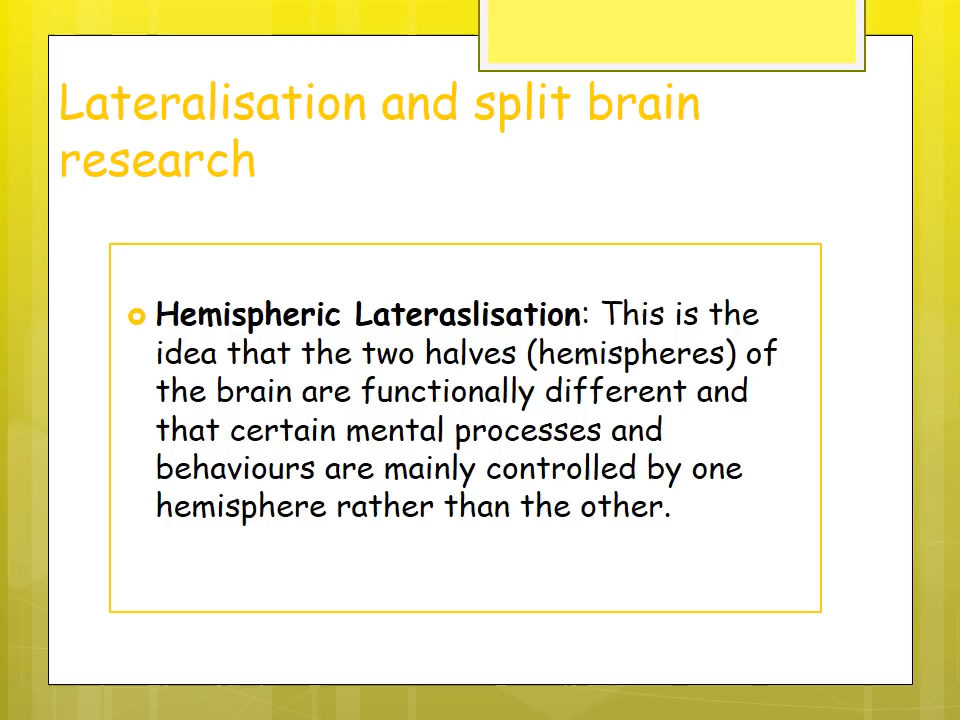 Lateralisation and split brain
research
Hemispheric Lateraslisation: This is the
idea that the two halves (hemispheres) of
the brain are functionally different and
that certain mental processes and
behaviours are mainly controlled by one
hemisphere rather than the other.